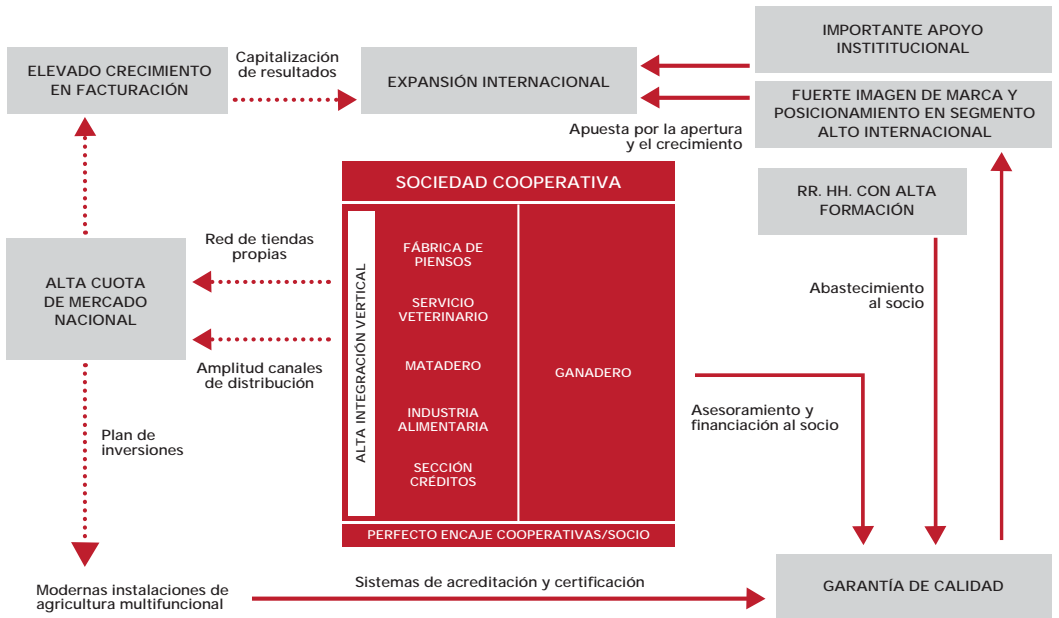 ELEVADO CRECIMIENTO
EN FACTURACIÓN
Capitalización
de resultados
EXPANSIÓN INTERNACIONAL
IMPORTANTE APOYO
INSTITITUCIONAL
FUERTE IMAGEN DE MARCA Y
POSICIONAMIENTO EN SEGMENTO
ALTO INTERNACIONAL
Apuesta por la apertura
y el crecimiento
RR. HH. CON ALTA
FORMACIÓN
SOCIEDAD COOPERATIVA
ALTA INTEGRACIÓN VERTICAL
FÁBRICA DE
PIENSOS
SERVICIO
VETERINARIO
MATADERO
INDUSTRIA
ALIMENTARIA
SECCIÓN
CRÉDITOS
GANADERO
PERFECTO ENCAJE COOPERATIVAS/SOCIO
Red de tiendas
propias
ALTA CUOTA
DE MERCADO
NACIONAL
Amplitud canales
de distribución
Plan de
inversiones
Abastecimiento
al socio
Asesoramiento y
financiación al socio
Modernas instalaciones de
agricultura multifuncional
Sistemas de acreditación y certificación
GARANTÍA DE CALIDAD